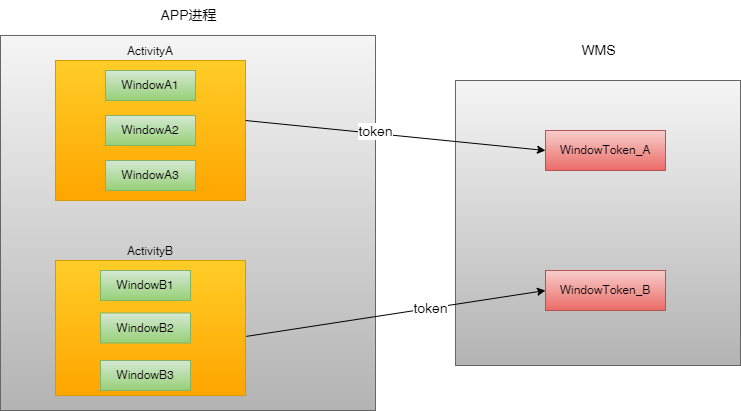 APP进程
ActivityA
WindowA1
WindowA2
WindowA3
ActivityB
WindowB1
WindowB2
WindowB3
token
token
WMS
WindowToken_A
WindowToken_B